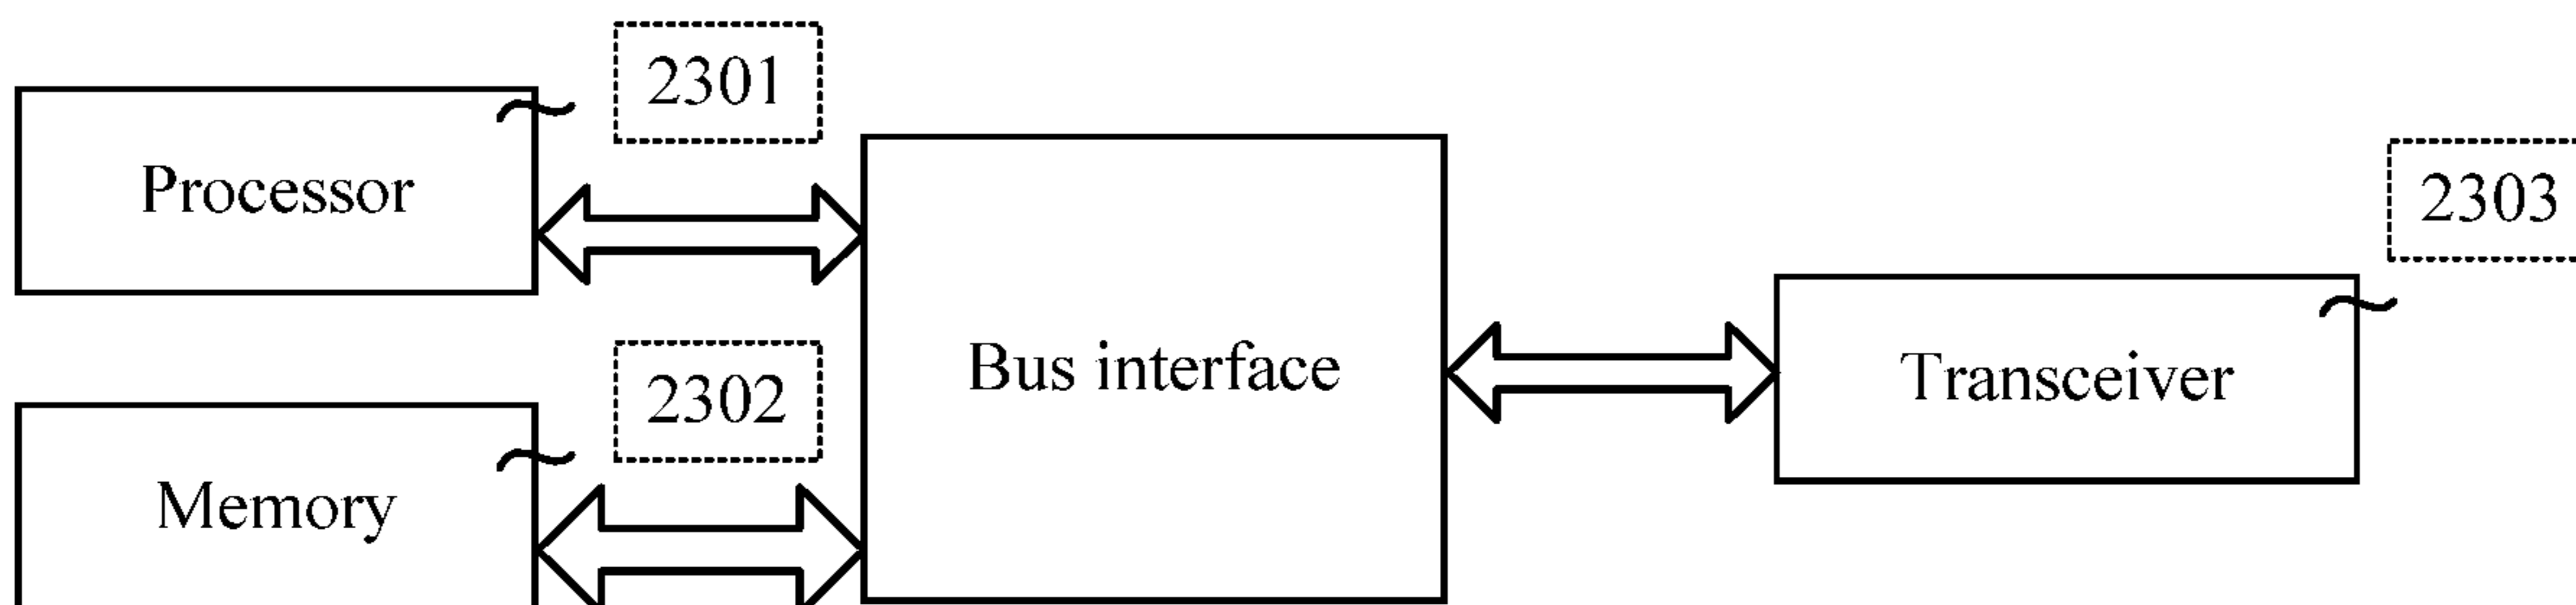 2301
Processor
2303
Bus interface
Transceiver
2302
Memory